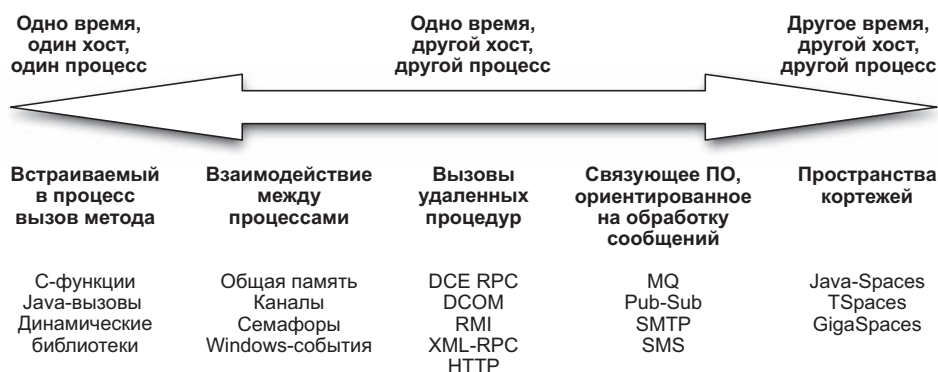 Одно время,
один хост,
один процесс
Одно время,
другой хост,
другой процесс
Другое время,
другой хост,
другой процесс
Встраиваемый
в процесс
вызов метода
Взаимодействие
между
процессами
Вызовы
удаленных
процедур
Связующее ПО,
ориентированное
на обработку
сообщений
Пространства
кортежей
С-функции
Java-вызовы
Динамические
библиотеки
Общая память
Каналы
Семафоры
Windows-события
DCE RPC
DCOM
RMI
XML-RPC
HTTP
MQ
Pub-Sub
SMTP
SMS
Java-Spaces
TSpaces
GigaSpaces